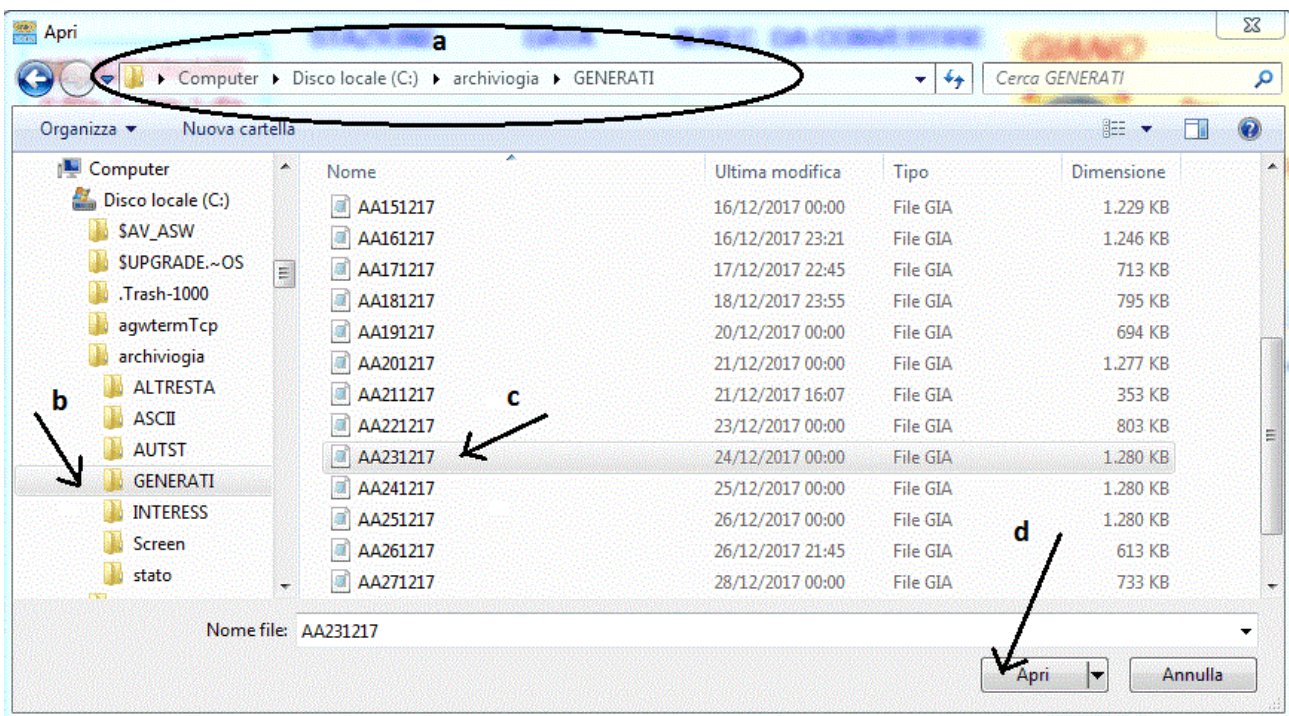 Apri
STAZIONE DATA N.REC. DA CONVERTIRE
GIANO
a
Computer Disco locale (C:) archiviogia GENERATI
Cerca GENERATI
Organizza Nuova cartella
Computer
Disco locale (C:)
$AV_ASW
$UPGRADE.~OS
.Trash-1000
agwtermTcp
archiviogia
ALTRESTA
ASCII
AUTST
GENERATI
INTERESS
Screen
stato
b
Nome Ultima modifica Tipo Dimensione
AA151217 16/12/2017 00:00 File GIA 1.229 KB
AA161217 16/12/2017 23:21 File GIA 1.246 KB
AA171217 17/12/2017 22:45 File GIA 713 KB
AA181217 18/12/2017 23:55 File GIA 795 KB
AA191217 20/12/2017 00:00 File GIA 694 KB
AA201217 21/12/2017 00:00 File GIA 1.277 KB
AA211217 21/12/2017 16:07 File GIA 353 KB
c
AA221217 23/12/2017 00:00 File GIA 803 KB
AA231217 24/12/2017 00:00 File GIA 1.280 KB
AA241217 25/12/2017 00:00 File GIA 1.280 KB
AA251217 26/12/2017 00:00 File GIA 1.280 KB
d
AA261217 26/12/2017 21:45 File GIA 613 KB
AA271217 28/12/2017 00:00 File GIA 733 KB
Nome file: AA231217
Apri Annulla